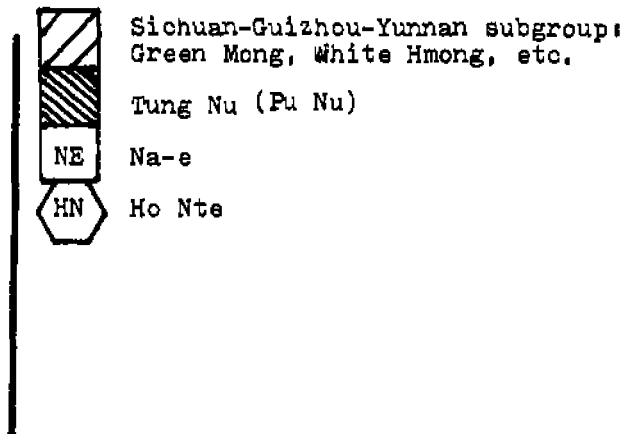 Sichuan-Guizhou-Yunnan subgroup:
Green Mong, White Hmong, etc.
Tung Nu (Pu Nu)
NE Na-e
HN Ho Nte